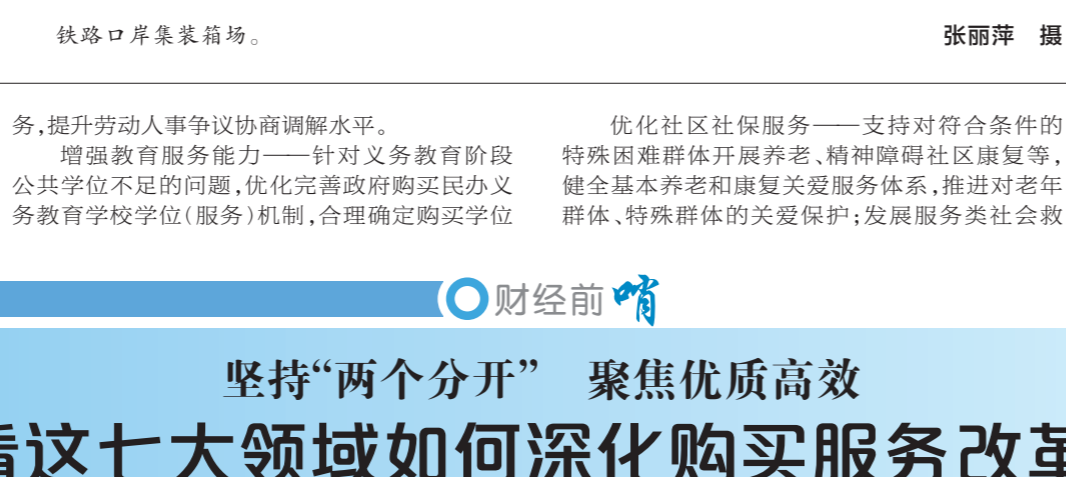 铁路口岸集装箱场。
张丽萍　摄
务,提升劳动人事争议协商调解水平。
增强教育服务能力——针对义务教育阶段
公共学位不足的问题,优化完善政府购买民办义
务教育学校学位(服务)机制,合理确定购买学位
优化社区社保服务——支持对符合条件的
特殊困难群体开展养老、精神障碍社区康复等,
健全基本养老和康复关爱服务体系,推进对老年
群体、特殊群体的关爱保护;发展服务类社会救
财经前哨
坚持“两个分开”　聚焦优质高效
看这七大领域如何深化购买服务改革